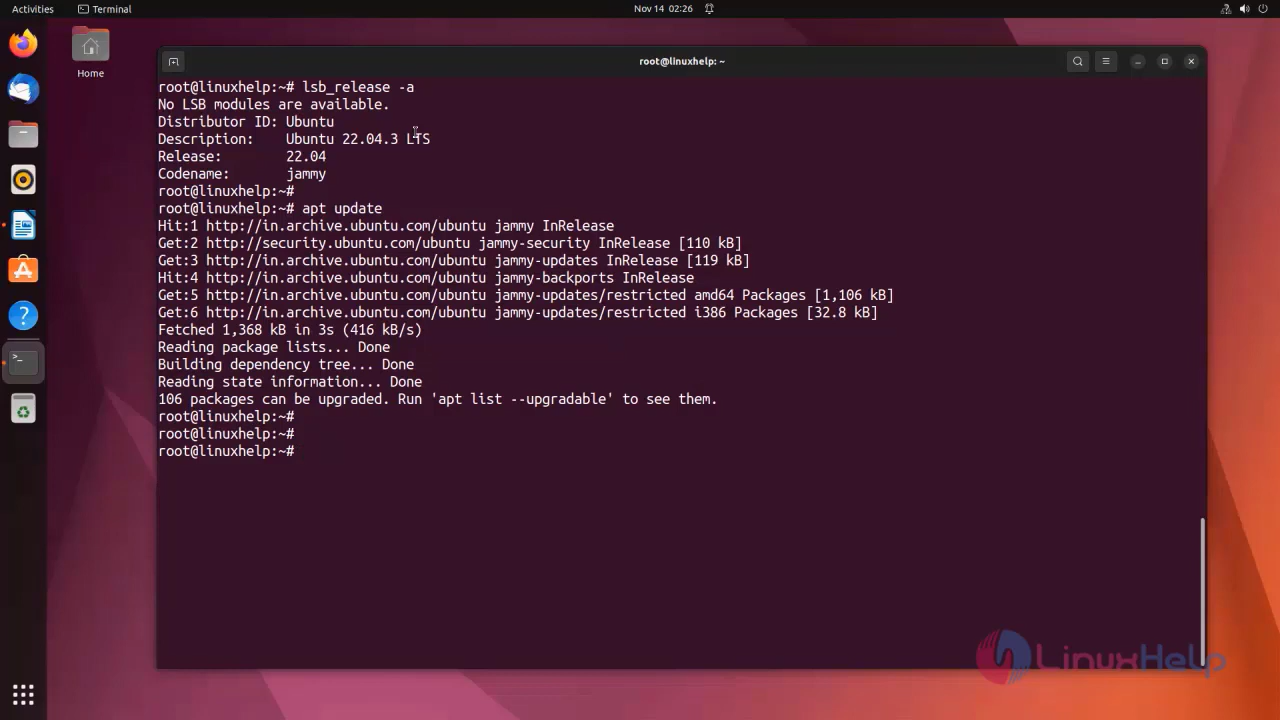 Activities
Terminal
Nov 14 02:26
Home
root@linuxhelp: ~
root@linuxhelp:~# lsb_release -a
No LSB modules are available.
Distributor ID: Ubuntu
Description:    Ubuntu 22.04.3 LTS
Release:        22.04
Codename:       jammy
root@linuxhelp:~#
root@linuxhelp:~# apt update
Hit:1 http://in.archive.ubuntu.com/ubuntu jammy InRelease
Get:2 http://security.ubuntu.com/ubuntu jammy-security InRelease [110 kB]
Get:3 http://in.archive.ubuntu.com/ubuntu jammy-updates InRelease [119 kB]
Hit:4 http://in.archive.ubuntu.com/ubuntu jammy-backports InRelease
Get:5 http://in.archive.ubuntu.com/ubuntu jammy-updates/restricted amd64 Packages [1,106 kB]
Get:6 http://in.archive.ubuntu.com/ubuntu jammy-updates/restricted i386 Packages [32.8 kB]
Fetched 1,368 kB in 3s (416 kB/s)
Reading package lists... Done
Building dependency tree... Done
Reading state information... Done
106 packages can be upgraded. Run 'apt list --upgradable' to see them.
root@linuxhelp:~#
root@linuxhelp:~#
root@linuxhelp:~#
LinuxHelp